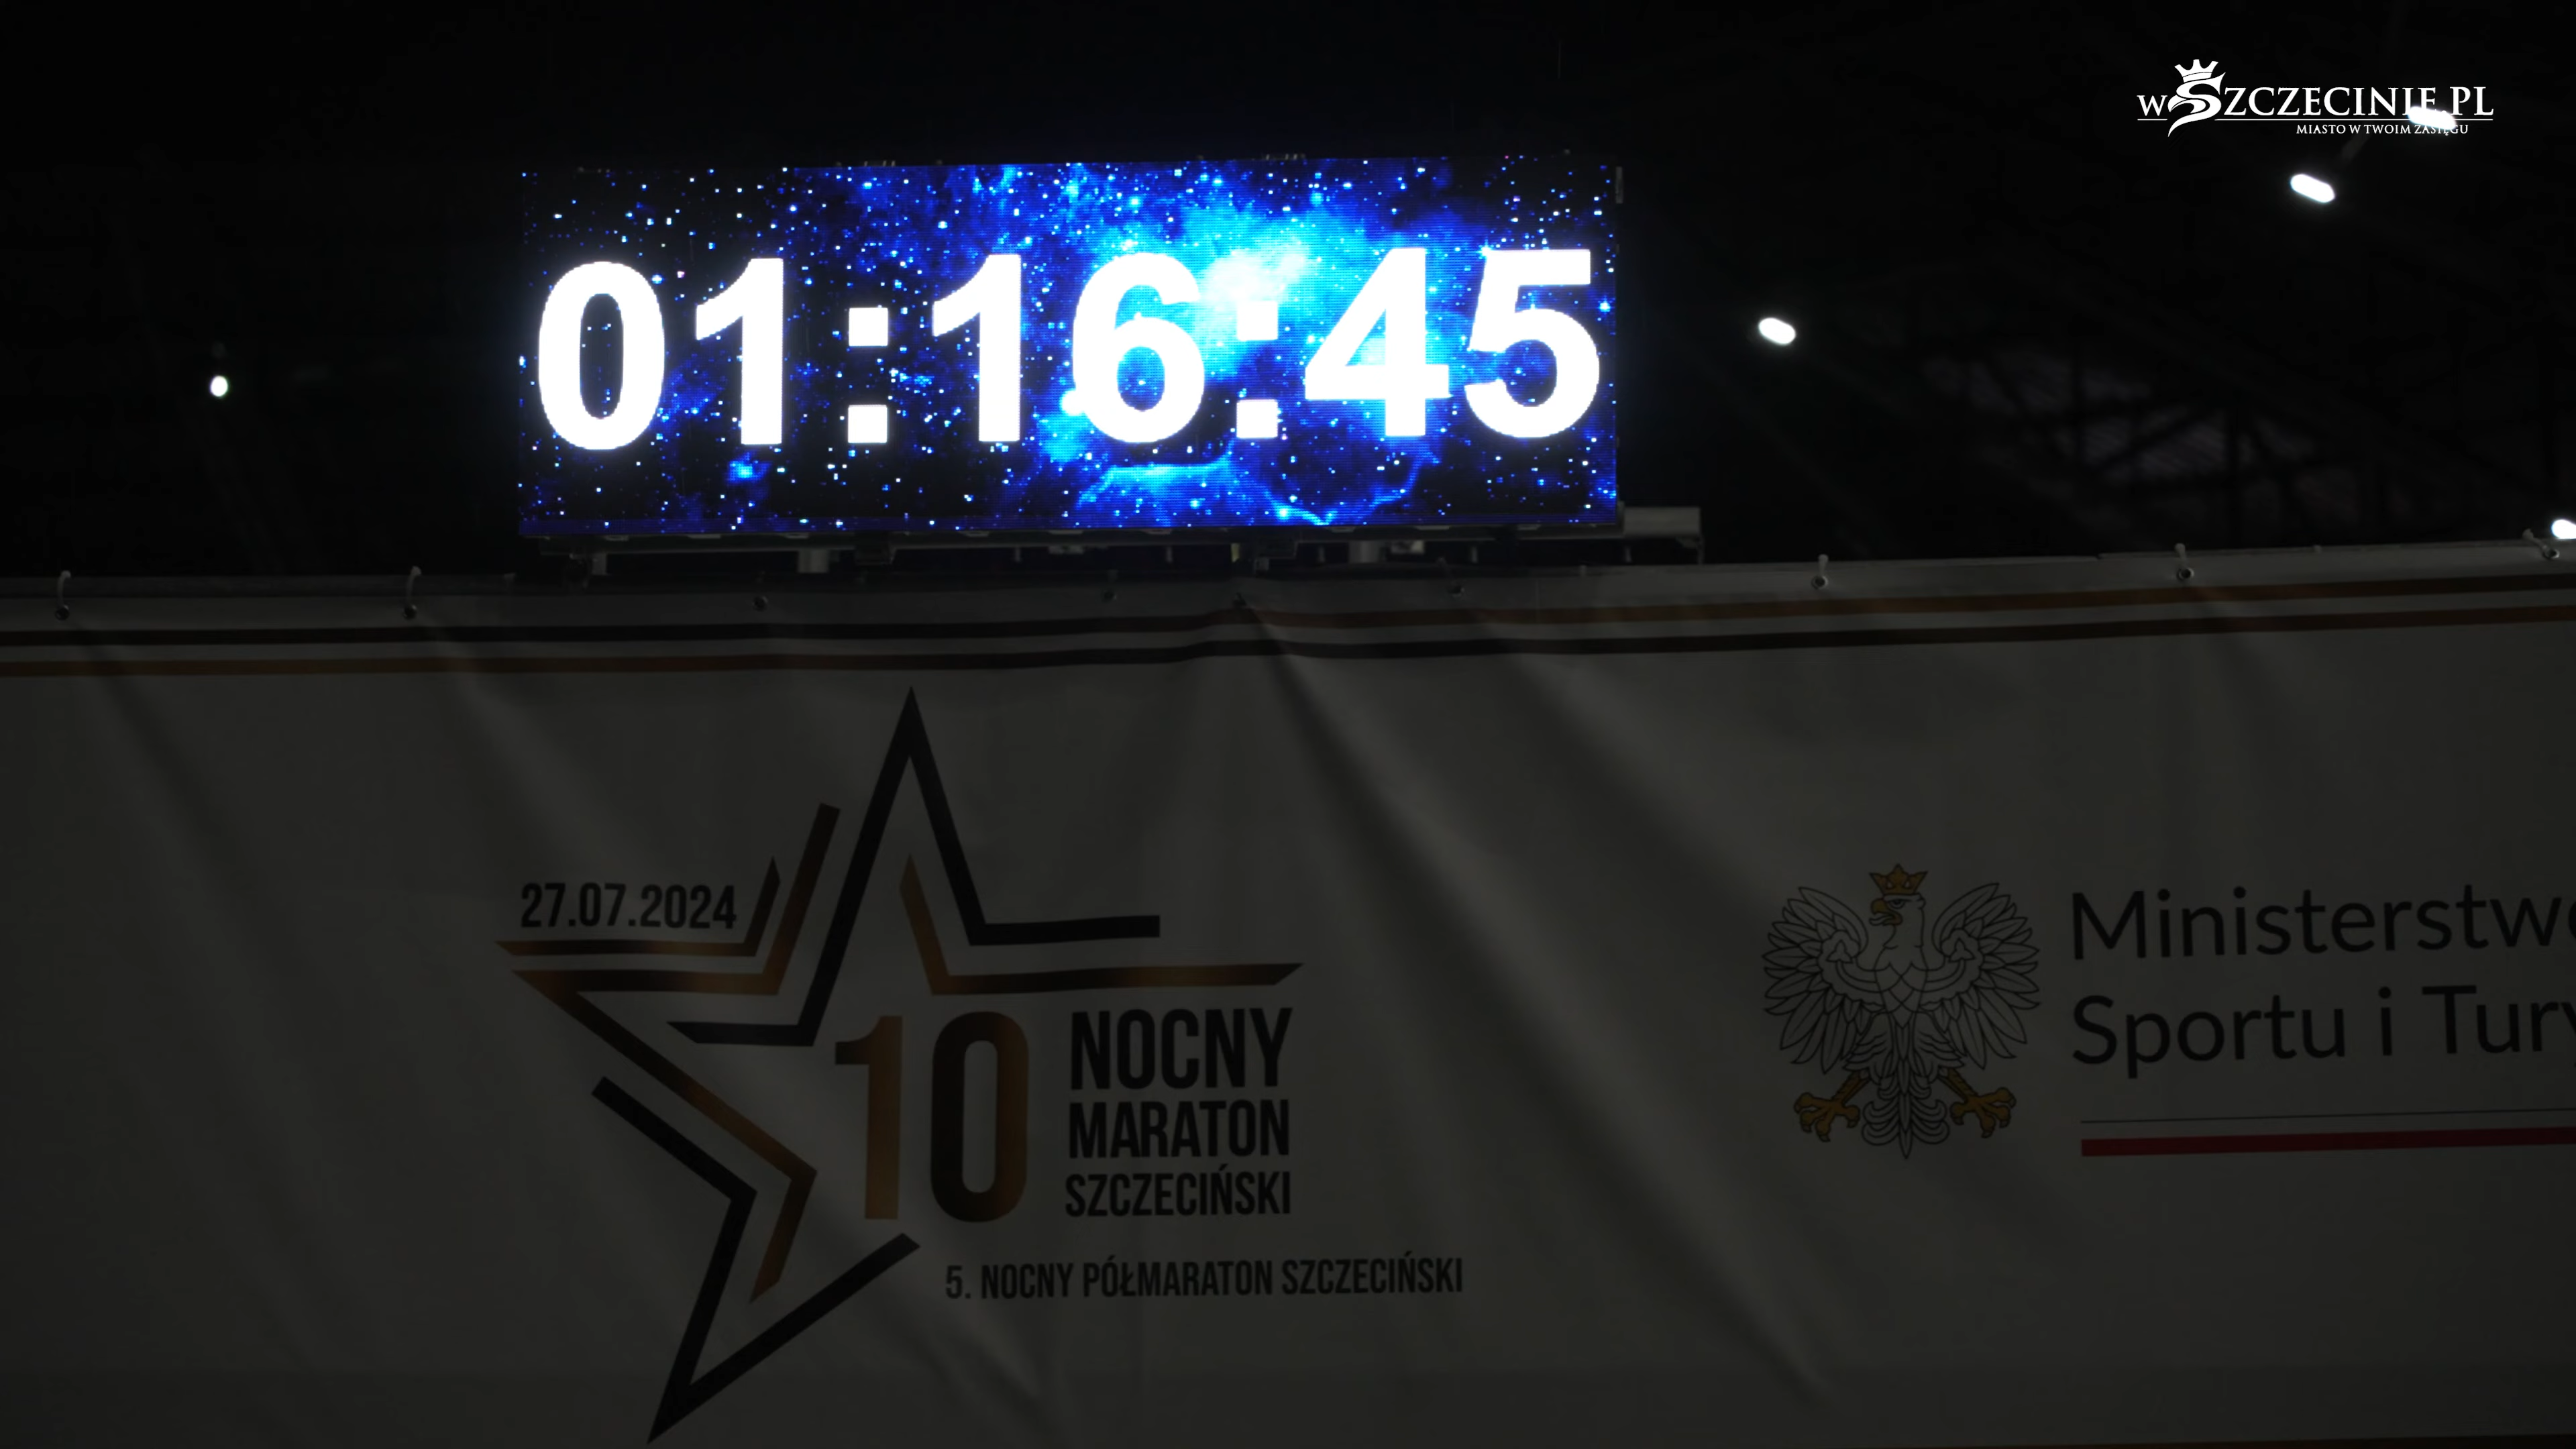 wSZCZECINIE.PL
MIASTO W TWOIM ZASIĘGU
01:16:45
27.07.2024
10 NOCNY
MARATON
SZCZECIŃSKI
5. NOCNY PÓŁMARATON SZCZECIŃSKI
Ministerstwo
Sportu i Tury